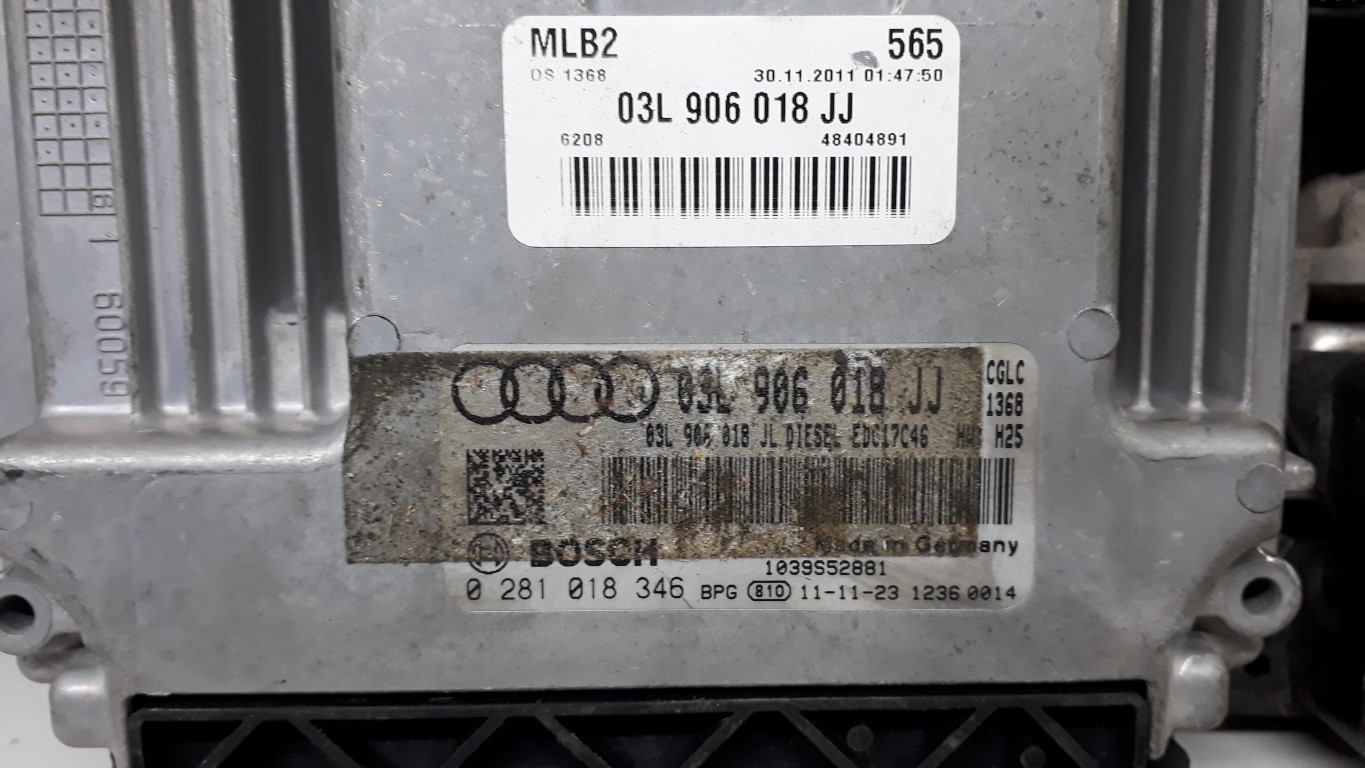 MLB2 565
DS 1368 30.11.2011 01:47:50
03L 906 018 JJ
6208 48404891
60059
1
03L 906 018 JJ CGLC
1368
03L 906 018 JL DIESEL EDC17C46 H25
BOSCH Made in Germany
1039S52881
0 281 018 346 BPG 810 11-11-23 1236 0014